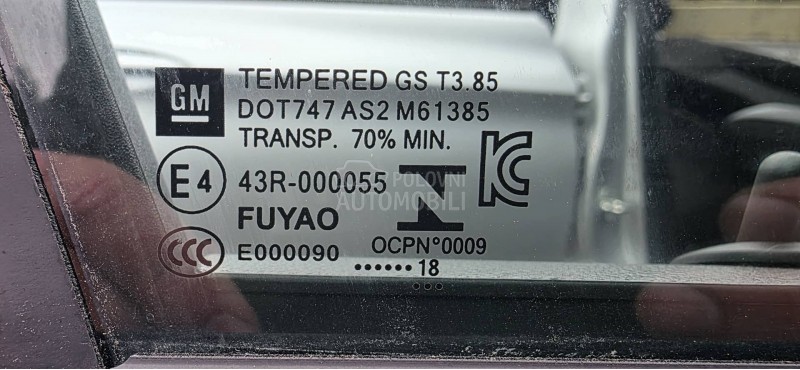 GM
TEMPERED GS T3.85
DOT747 AS2 M61385
TRANSP. 70% MIN.
E4
43R-000055
KC
POLOVNI
AUTOMOBILI
FUYAO
CCC
E000090
OCPN°0009
•••••• 18
•••